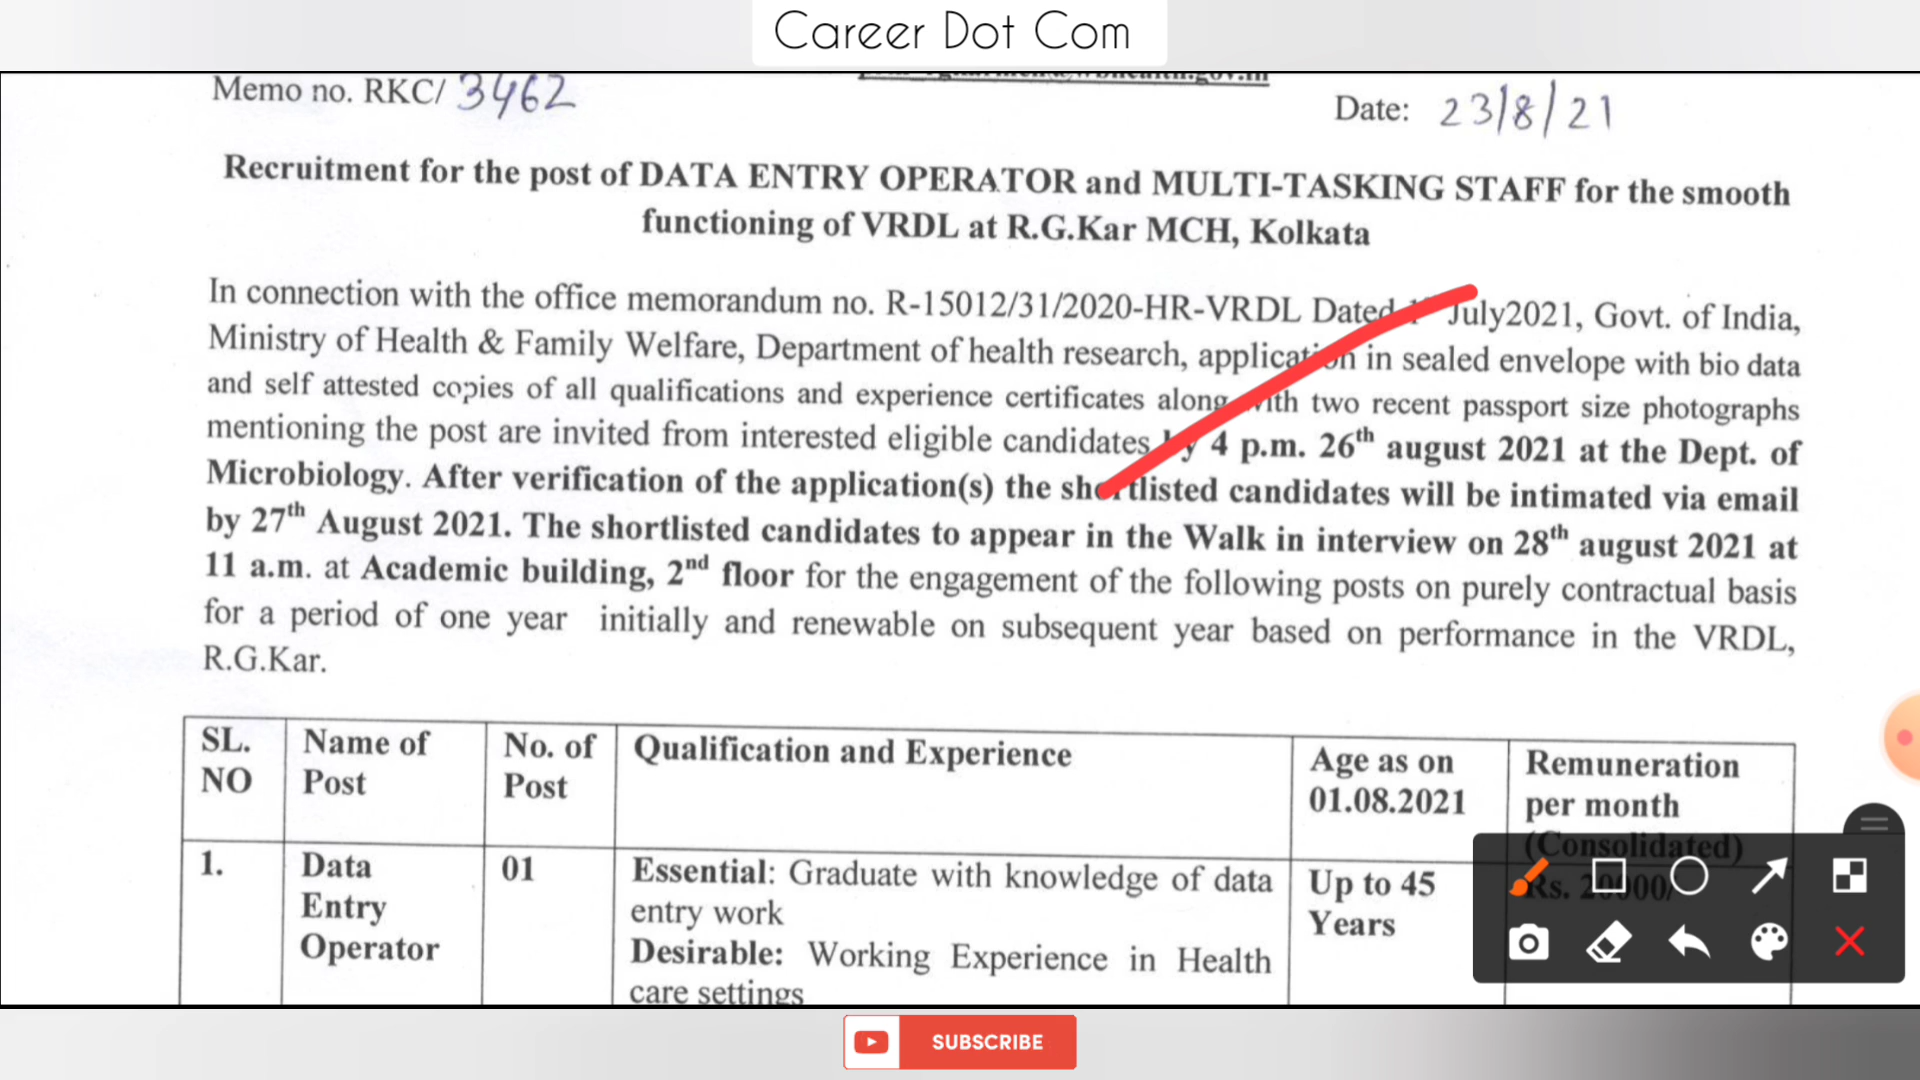 Career Dot Com
Memo no. RKC/ 3462
Date: 23/8/21
Recruitment for the post of DATA ENTRY OPERATOR and MULTI-TASKING STAFF for the smooth
functioning of VRDL at R.G.Kar MCH, Kolkata
In connection with the office memorandum no. R-15012/31/2020-HR-VRDL Dated July2021, Govt. of India,
Ministry of Health & Family Welfare, Department of health research, application in sealed envelope with bio data
and self attested copies of all qualifications and experience certificates along with two recent passport size photographs
mentioning the post are invited from interested eligible candidates by 4 p.m. 26th august 2021 at the Dept. of
Microbiology. After verification of the application(s) the shortlisted candidates will be intimated via email
by 27th August 2021. The shortlisted candidates to appear in the Walk in interview on 28th august 2021 at
11 a.m. at Academic building, 2nd floor for the engagement of the following posts on purely contractual basis
for a period of one year initially and renewable on subsequent year based on performance in the VRDL,
R.G.Kar.
SL. NO
Name of Post
No. of Post
Qualification and Experience
Age as on 01.08.2021
Remuneration per month (Consolidated)
1.
Data Entry Operator
01
Essential: Graduate with knowledge of data
entry work
Desirable: Working Experience in Health
care settings
Up to 45 Years
Rs. 20000/
SUBSCRIBE